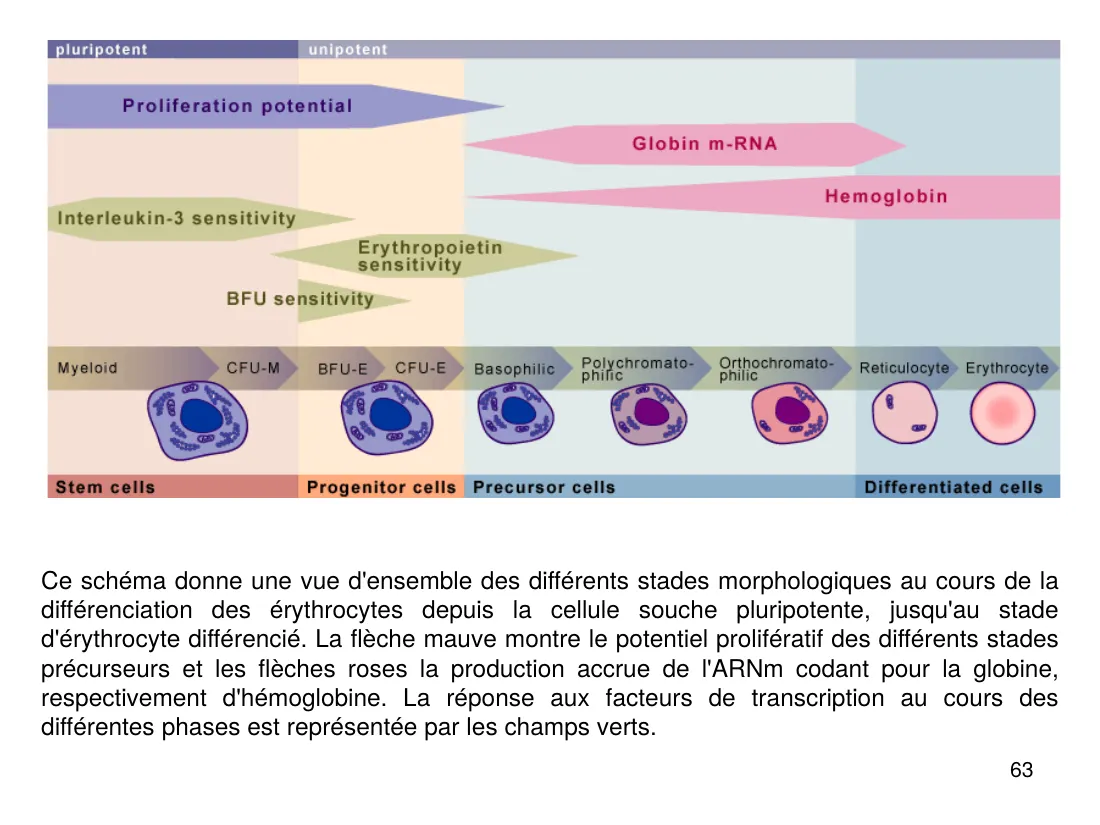 pluripotent
unipotent
Proliferation potential
Globin m-RNA
Hemoglobin
Interleukin-3 sensitivity
Erythropoietin
sensitivity
BFU sensitivity
Myeloid
CFU-M
BFU-E
CFU-E
Basophilic
Polychromato-
philic
Orthochromato-
philic
Reticulocyte
Erythrocyte
Stem cells
Progenitor cells
Precursor cells
Differentiated cells
Ce schéma donne une vue d'ensemble des différents stades morphologiques au cours de la
différenciation des érythrocytes depuis la cellule souche pluripotente, jusqu'au stade
d'érythrocyte différencié. La flèche mauve montre le potentiel prolifératif des différents stades
précurseurs et les flèches roses la production accrue de l'ARNm codant pour la globine,
respectivement d'hémoglobine. La réponse aux facteurs de transcription au cours des
différentes phases est représentée par les champs verts.
63